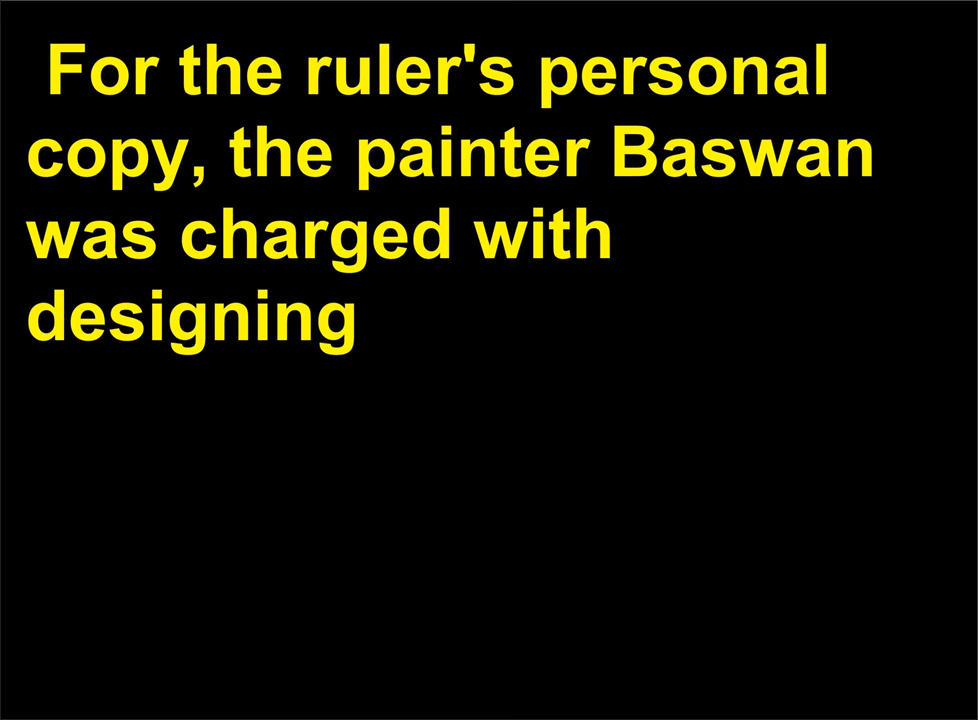 For the ruler's personal
copy, the painter Baswan
was charged with
designing